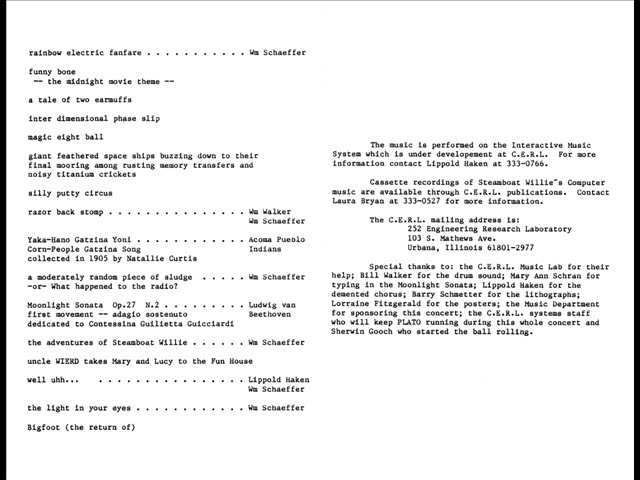 rainbow electric fanfare . . . . . . . . . . . Wm Schaeffer
funny bone
-- the midnight movie theme --
a tale of two earmuffs
inter dimensional phase slip
magic eight ball
giant feathered space ships buzzing down to their
final mooring among rusting memory transfers and
noisy titanium crickets
silly putty circus
razor back stomp . . . . . . . . . . . . . . . Wm Walker
Wm Schaeffer
Yaka-Hano Gatzina Yoni . . . . . . . . . . . . Acoma Pueblo
Corn-People Gatzina Song Indians
collected in 1905 by Natallie Curtis
a moderately random piece of sludge . . . . . Wm Schaeffer
-or- What happened to the radio?
Moonlight Sonata Op.27 N.2 . . . . . . . . . Ludwig van
first movement -- adagio sostenuto Beethoven
dedicated to Contessina Guilietta Guicciardi
the adventures of Steamboat Willie . . . . . . Wm Schaeffer
uncle WIERD takes Mary and Lucy to the Fun House
well uhh... . . . . . . . . . . . . . . . . Lippold Haken
Wm Schaeffer
the light in your eyes . . . . . . . . . . . . Wm Schaeffer
Bigfoot (the return of)
The music is performed on the Interactive Music
System which is under developement at C.E.R.L. For more
information contact Lippold Haken at 333-0766.
Cassette recordings of Steamboat Willie's Computer
music are available through C.E.R.L. publications. Contact
Laura Bryan at 333-0527 for more information.
The C.E.R.L. mailing address is:
252 Engineering Research Laboratory
103 S. Mathews Ave.
Urbana, Illinois 61801-2977
Special thanks to: the C.E.R.L. Music Lab for their
help; Bill Walker for the drum sound; Mary Ann Schran for
typing in the Moonlight Sonata; Lippold Haken for the
demented chorus; Barry Schmetter for the lithographs;
Lorraine Fitzgerald for the posters; the Music Department
for sponsoring this concert; the C.E.R.L. systems staff
who will keep PLATO running during this whole concert and
Sherwin Gooch who started the ball rolling.